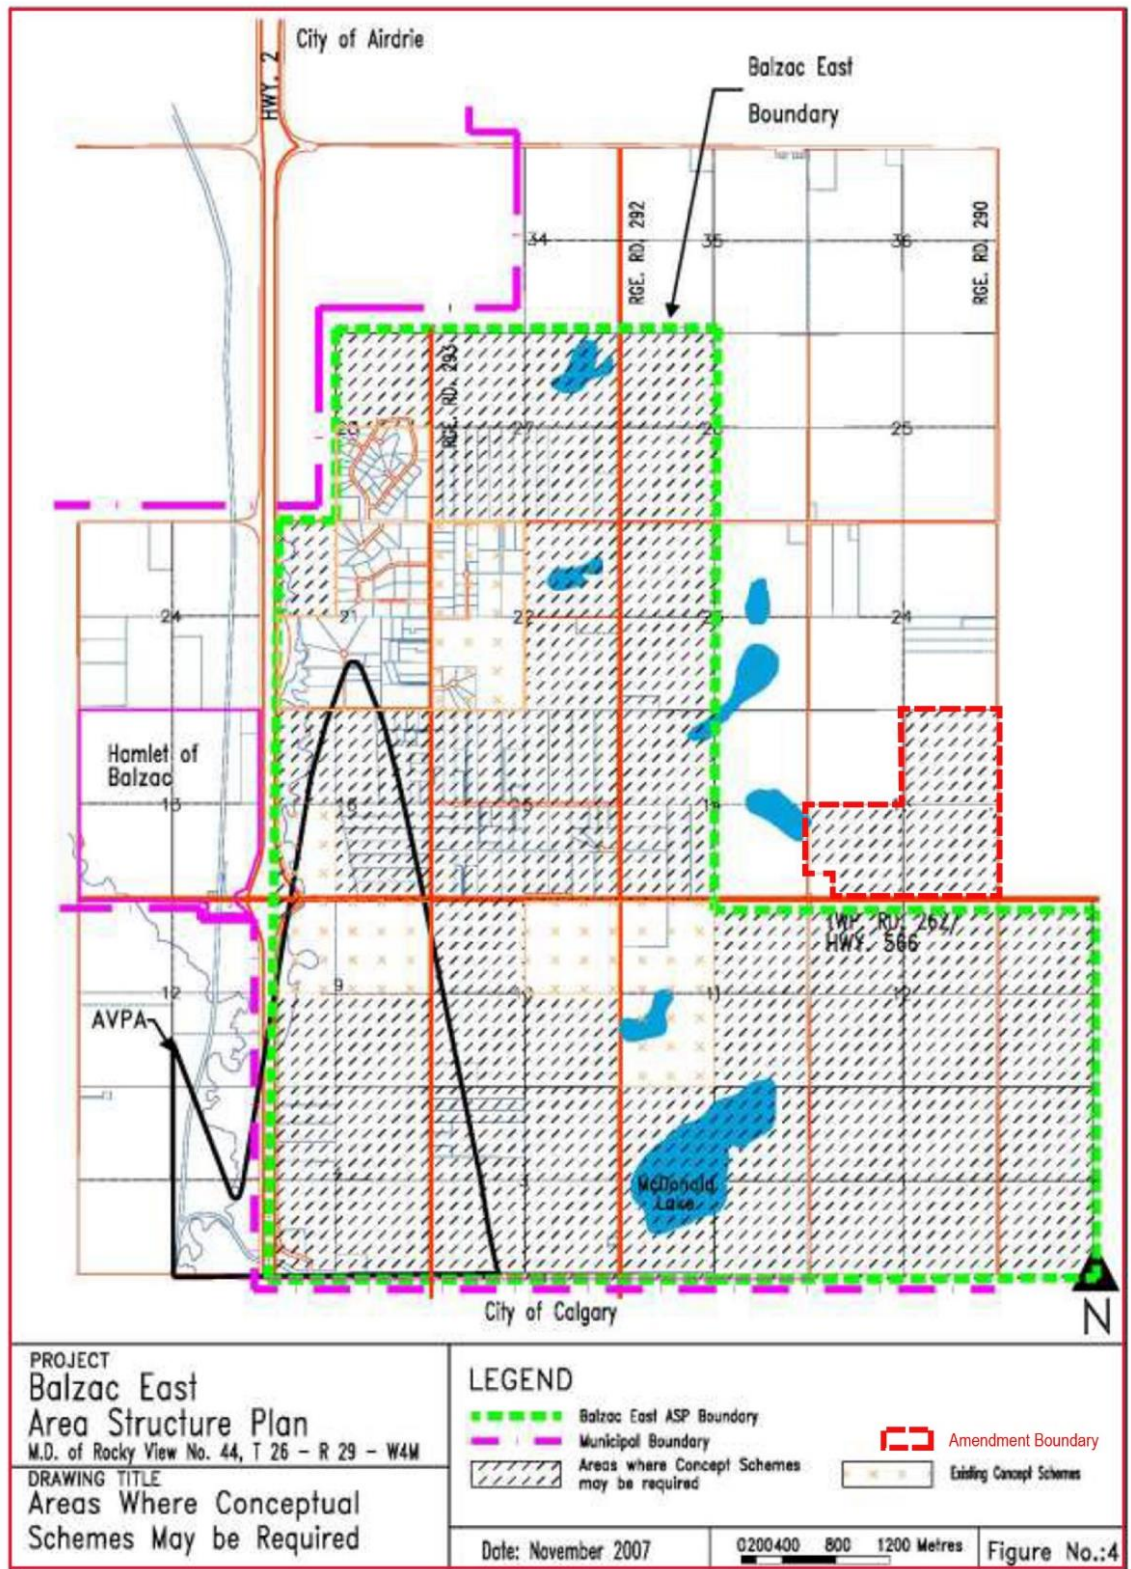 City of Airdrie
HWY. 2
Balzac East
Boundary
34
RGE. RD. 292
35
36
RGE. RD. 290
RGE. RD. 293
27
26
25
24
21
22
23
24
Hamlet of
Balzac
13
16
15
14
TWP. RD. 262/
HWY. 566
12
9
10
11
12
AVPA
4
3
McDonald
Lake
City of Calgary
N
PROJECT
Balzac East
Area Structure Plan
M.D. of Rocky View No. 44, T 26 - R 29 - W4M
DRAWING TITLE
Areas Where Conceptual
Schemes May be Required
LEGEND
Balzac East ASP Boundary
Municipal Boundary
Areas where Concept Schemes
may be required
Amendment Boundary
Existing Concept Schemes
Date: November 2007
0200400 800 1200 Metres
Figure No.:4